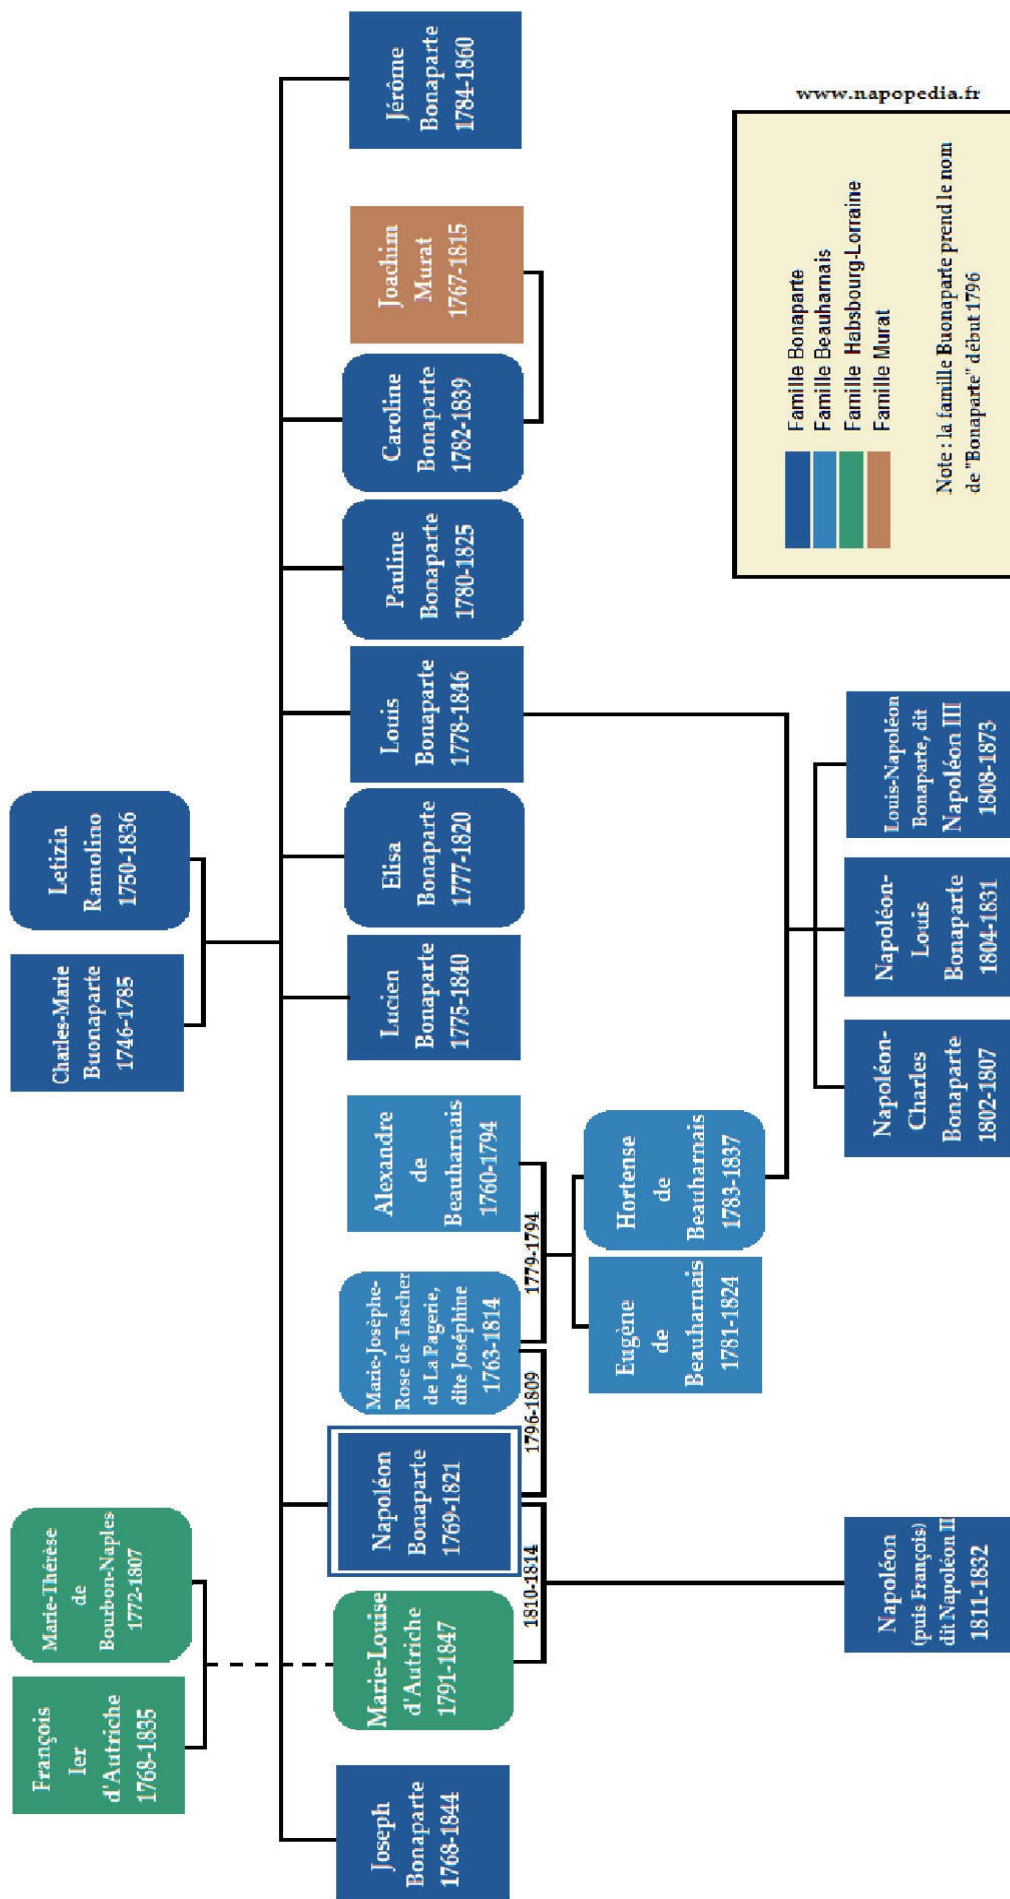 François
Ier
d'Autriche
1768-1835
Marie-Thérèse
de
Bourbon-Naples
1772-1807
Charles-Marie
Buonaparte
1746-1785
Letizia
Ramolino
1750-1836
Joseph
Bonaparte
1768-1844
Marie-Louise
d'Autriche
1791-1847
Napoléon
Bonaparte
1769-1821
Marie-Josèphe-
Rose de Tascher
de La Pagerie,
dite Joséphine
1763-1814
Alexandre
de
Beauharnais
1760-1794
Lucien
Bonaparte
1775-1840
Elisa
Bonaparte
1777-1820
Louis
Bonaparte
1778-1846
Pauline
Bonaparte
1780-1825
Caroline
Bonaparte
1782-1839
Joachim
Murat
1767-1815
Jérôme
Bonaparte
1784-1860
1810-1814
1796-1809
1779-1794
Eugène
de
Beauharnais
1781-1824
Hortense
de
Beauharnais
1783-1837
Napoléon
(puis François)
dit Napoléon II
1811-1832
Napoléon-
Charles
Bonaparte
1802-1807
Napoléon-
Louis
Bonaparte
1804-1831
Louis-Napoléon
Bonaparte, dit
Napoléon III
1808-1873
www.napopedia.fr
Famille Bonaparte
Famille Beauharnais
Famille Habsbourg-Lorraine
Famille Murat
Note : la famille Buonaparte prend le nom
de "Bonaparte" début 1796